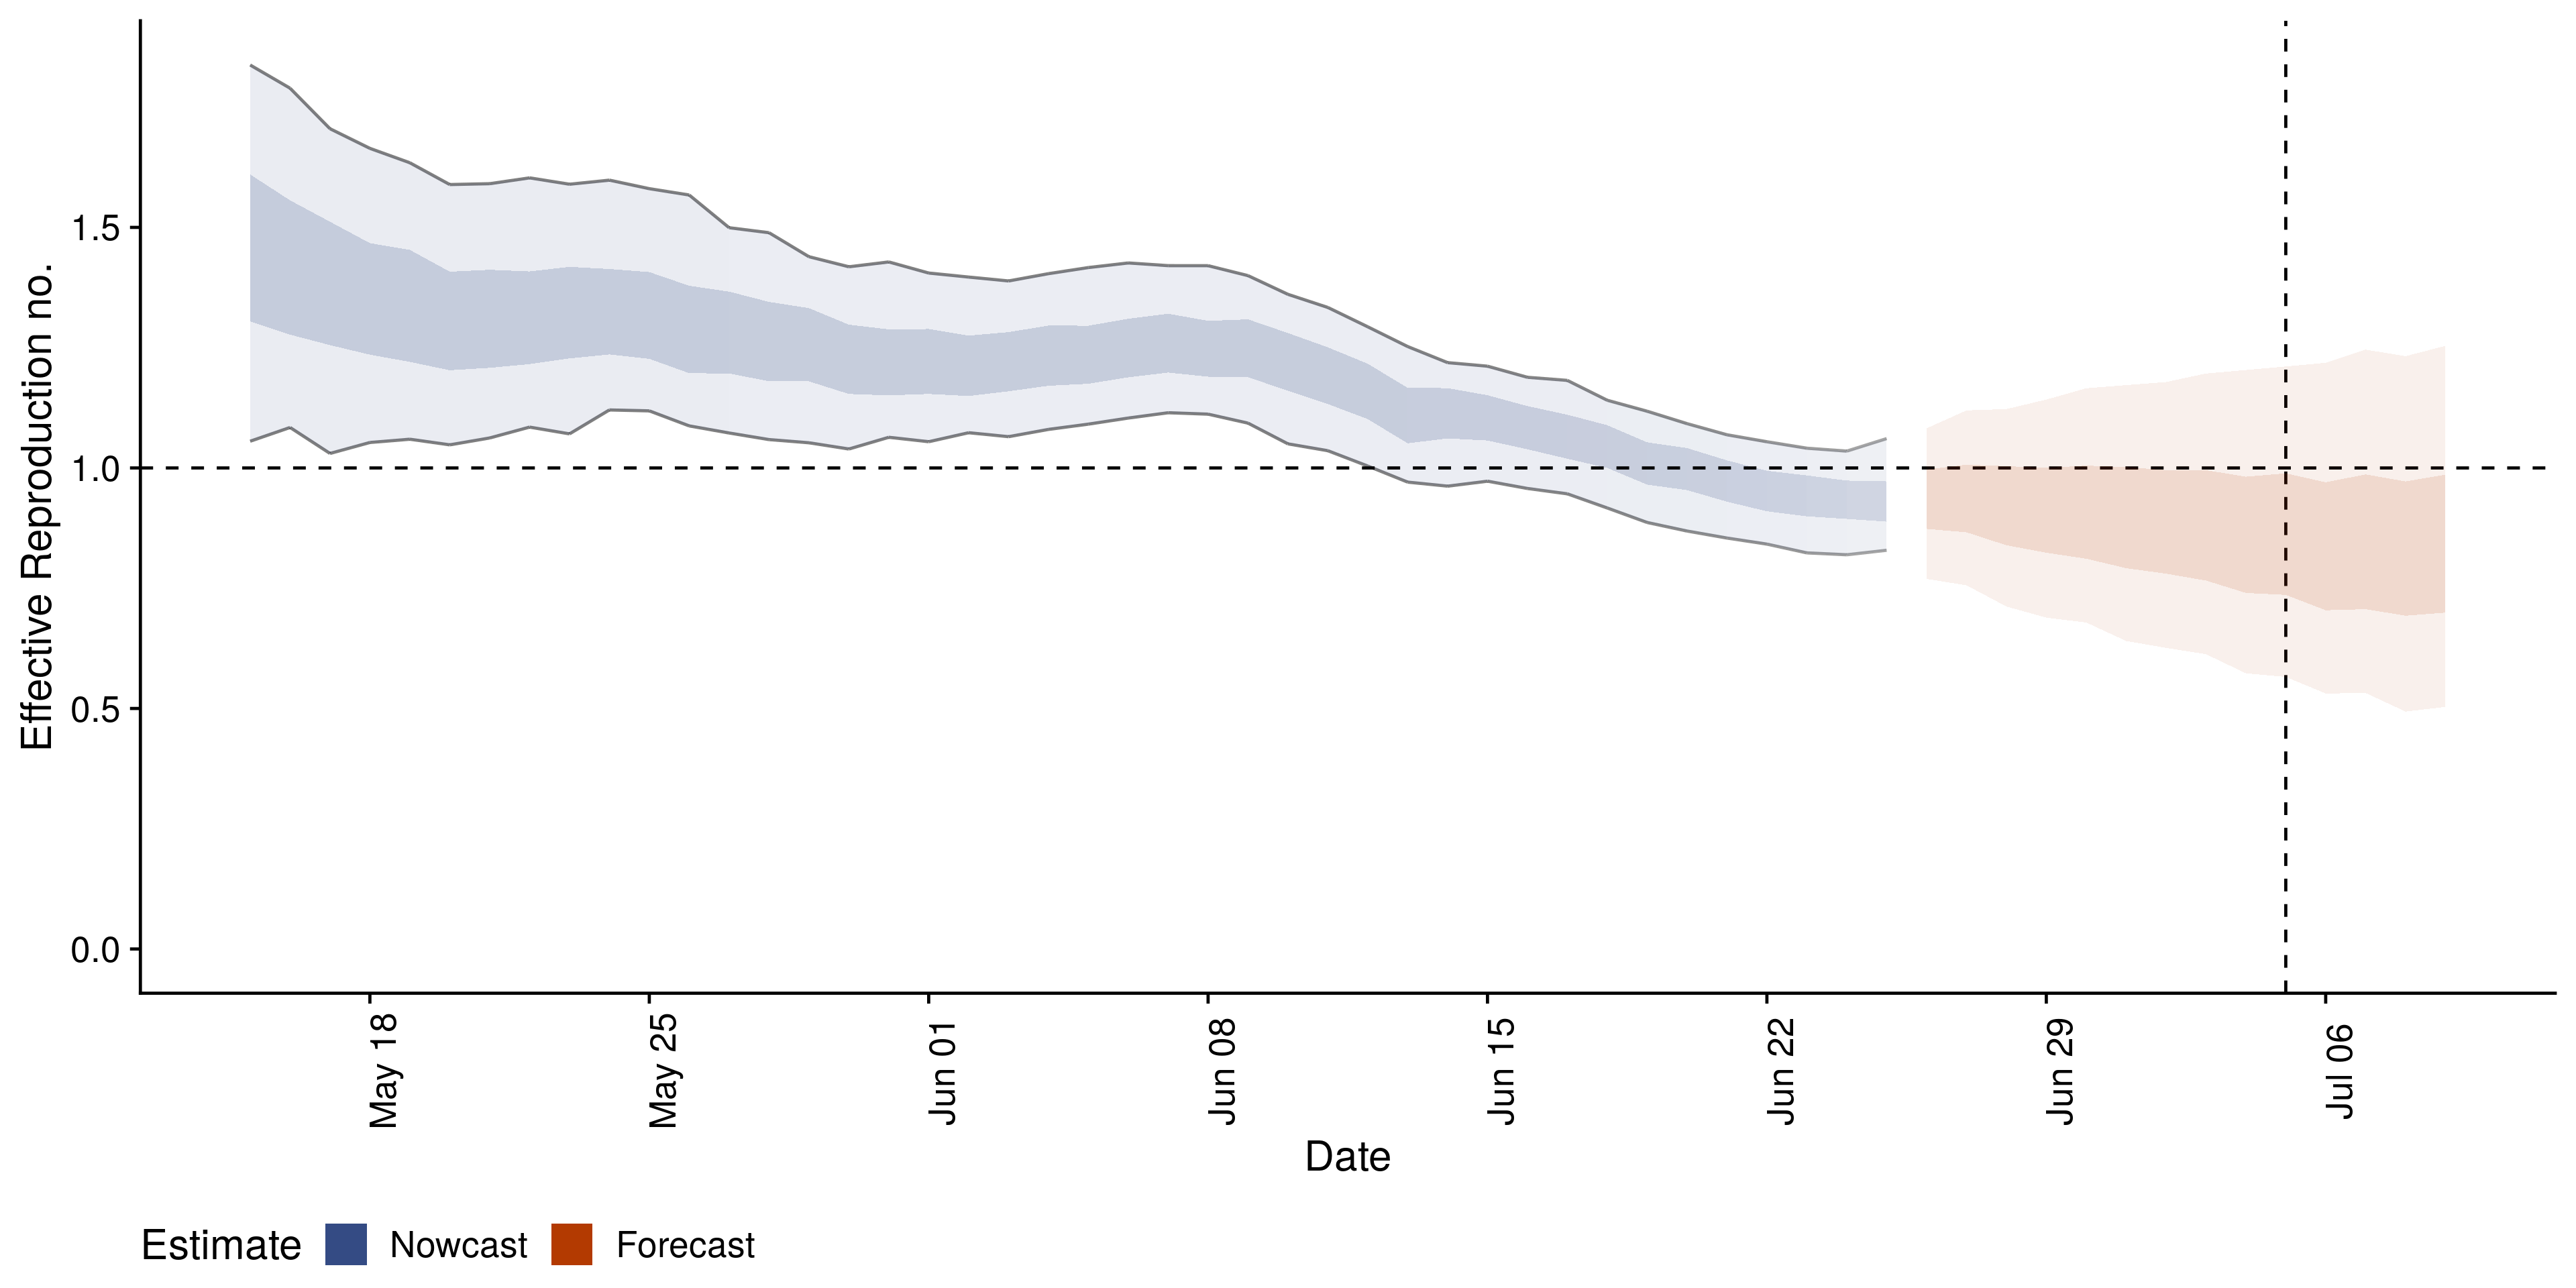 Effective Reproduction no.
1.5
1.0
0.5
0.0
May 18
May 25
Jun 01
Jun 08
Jun 15
Jun 22
Jun 29
Jul 06
Date
Estimate Nowcast Forecast